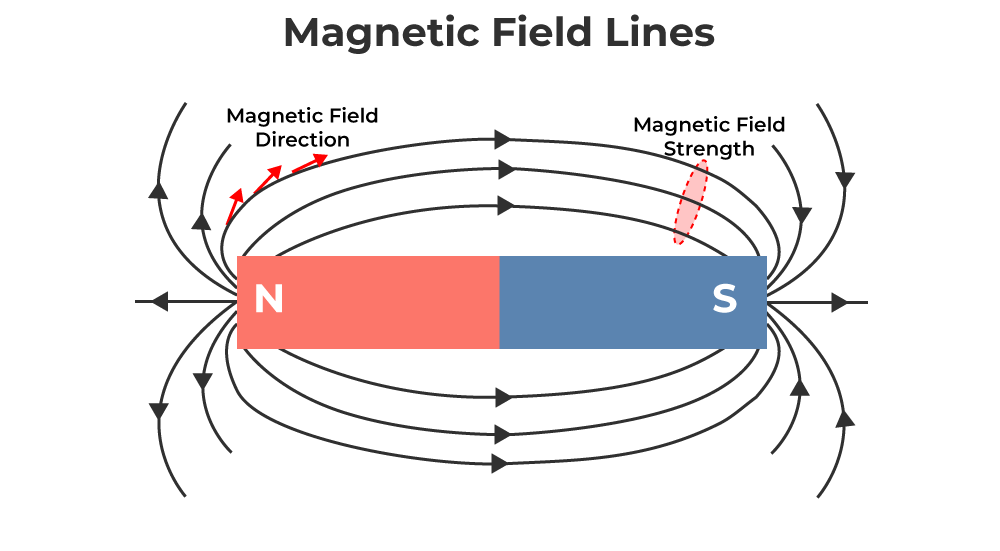 Magnetic Field Lines
Magnetic Field
Direction
Magnetic Field
Strength
N
S